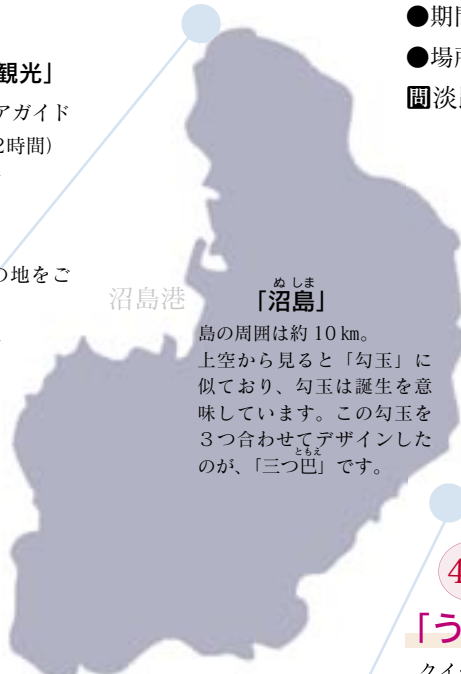 観光」
アガイド
2時間)
の地をご
●期間
●場所
問淡
沼島港
ぬしま
「沼島」
島の周囲は約10㎞。
上空から見ると「勾玉」に
似ており、勾玉は誕生を意
味しています。この勾玉を
3つ合わせてデザインした
のが、「三つ巴」です。
ともえ
4
「う
クイ